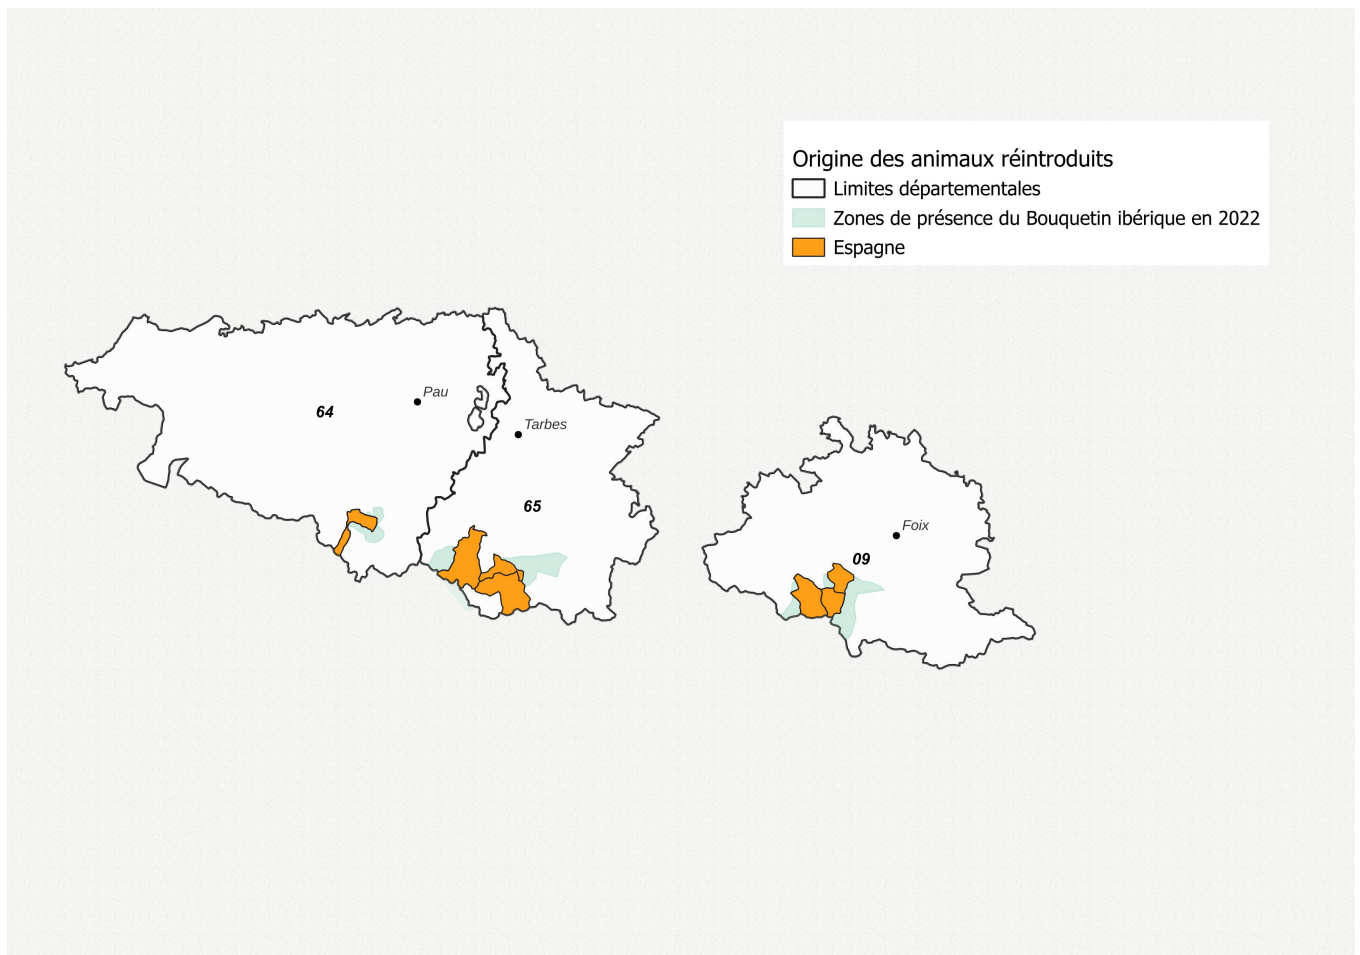 Origine des animaux réintroduits
Limites départementales
Zones de présence du Bouquetin ibérique en 2022
Espagne
Pau
64
Tarbes
65
Foix
09